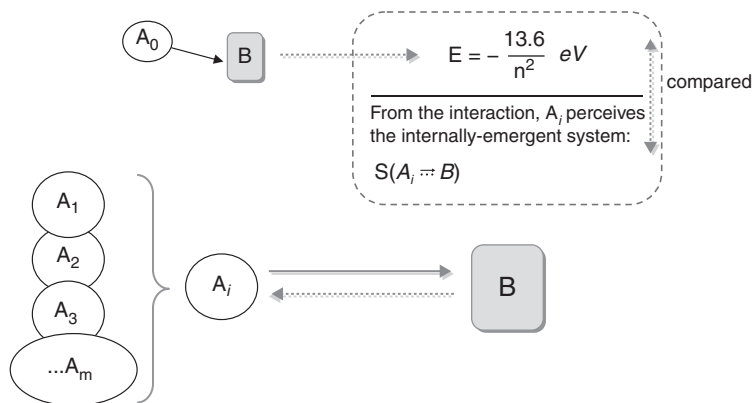 A₀
B
E = − 13.6 / n² eV
compared
From the interaction, Aᵢ perceives
the internally-emergent system:
S(Aᵢ ⥃ B)
A₁
A₂
A₃
...Aₘ
Aᵢ
B